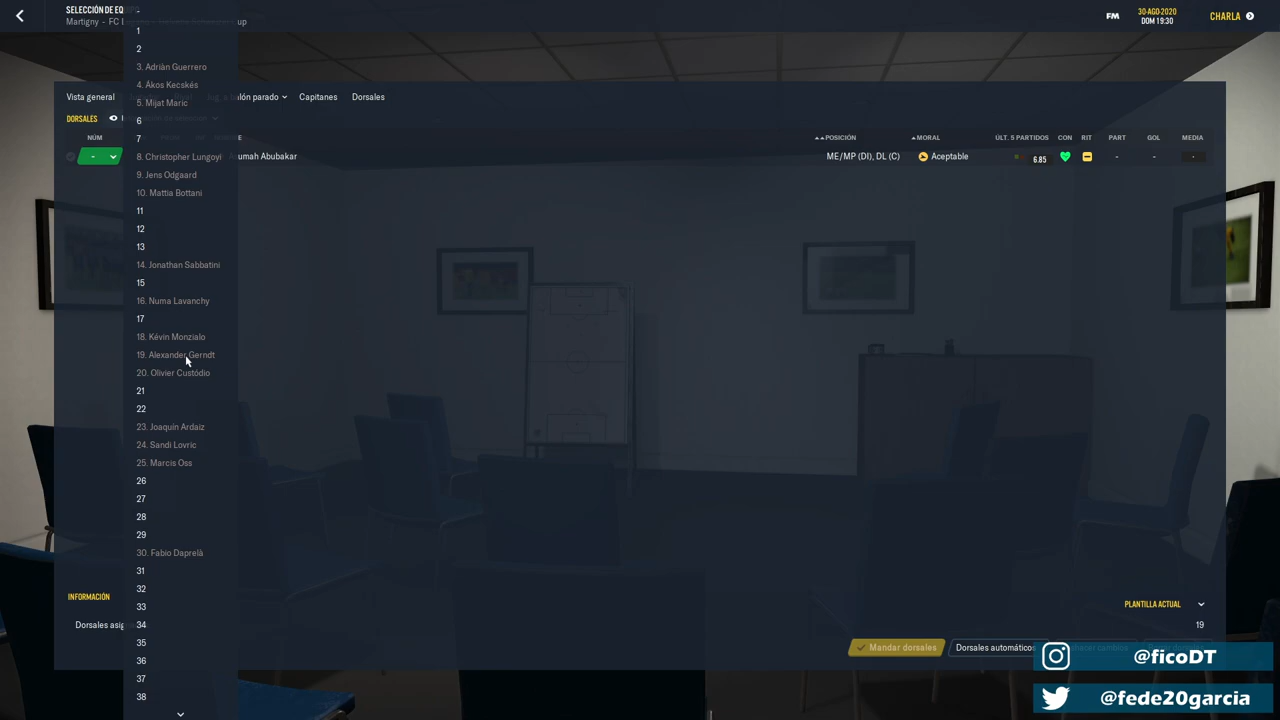 SELECCIÓN DE EQ
Martigny - FC L up
FM
30-AGO-2020
DOM 19:30
CHARLA
-
1
2
3. Adrián Guerrero
4. Ákos Kecskés
5. Mijat Maric
6
7
8. Christopher Lungoyi
9. Jens Odgaard
10. Mattia Bottani
11
12
13
14. Jonathan Sabbatini
15
16. Numa Lavanchy
17
18. Kévin Monzialo
19. Alexander Gerndt
20. Olivier Custódio
21
22
23. Joaquín Ardaiz
24. Sandi Lovric
25. Marcis Oss
26
27
28
29
30. Fabio Daprelà
31
32
33
34
35
36
37
38
Vista general balón parado Capitanes Dorsales
DORSALES
NÚM E POSICIÓN MORAL ÚLT. 5 PARTIDOS CON RIT PART GOL MEDIA
- umah Abubakar ME/MP (DI), DL (C) Aceptable 6.85 - - -
INFORMACIÓN
PLANTILLA ACTUAL
Dorsales asig 19
Mandar dorsales Dorsales automáticos
@ficoDT
@fede20garcia